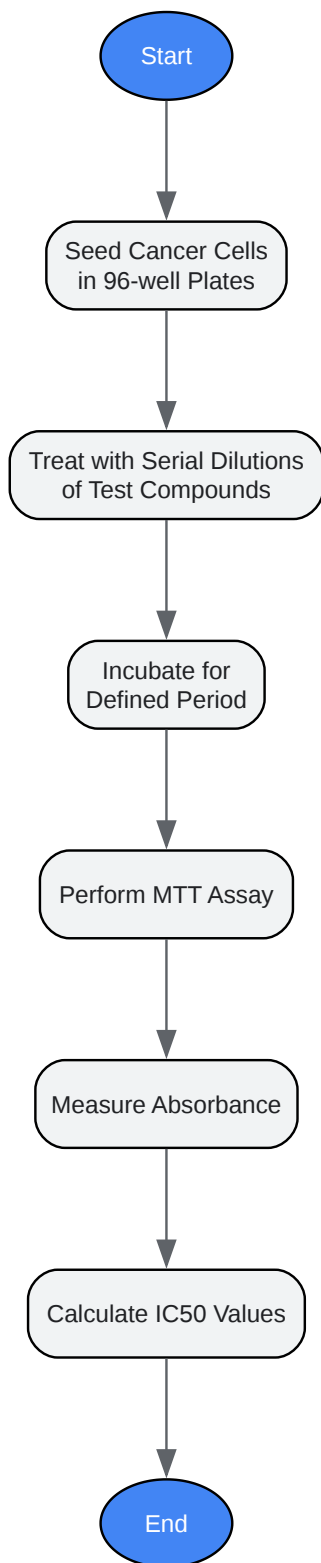 Start
Seed Cancer Cells
in 96-well Plates
Treat with Serial Dilutions
of Test Compounds
Incubate for
Defined Period
Perform MTT Assay
Measure Absorbance
Calculate IC50 Values
End